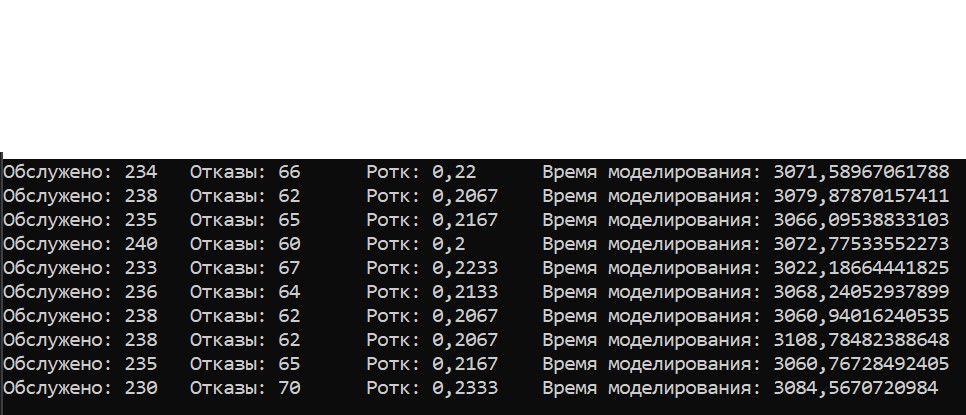 Обслужено: 234 Отказы: 66 Ротк: 0,22 Время моделирования: 3071,58967061788
Обслужено: 238 Отказы: 62 Ротк: 0,2067 Время моделирования: 3079,87870157411
Обслужено: 235 Отказы: 65 Ротк: 0,2167 Время моделирования: 3066,09538833103
Обслужено: 240 Отказы: 60 Ротк: 0,2 Время моделирования: 3072,77533552273
Обслужено: 233 Отказы: 67 Ротк: 0,2233 Время моделирования: 3022,18664441825
Обслужено: 236 Отказы: 64 Ротк: 0,2133 Время моделирования: 3068,24052937899
Обслужено: 238 Отказы: 62 Ротк: 0,2067 Время моделирования: 3060,94016240535
Обслужено: 238 Отказы: 62 Ротк: 0,2067 Время моделирования: 3108,78482388648
Обслужено: 235 Отказы: 65 Ротк: 0,2167 Время моделирования: 3060,76728492405
Обслужено: 230 Отказы: 70 Ротк: 0,2333 Время моделирования: 3084,5670720984